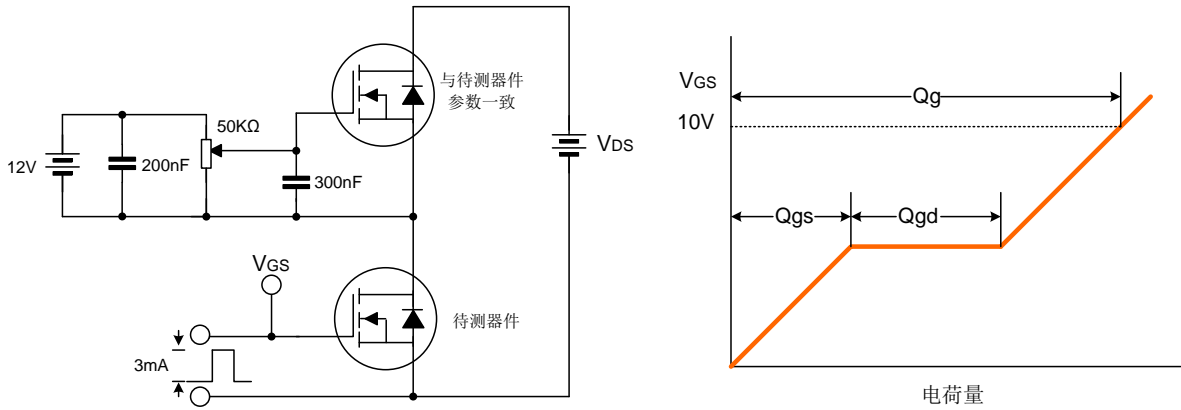 与待测器件
参数一致
50KΩ
12V
200nF
300nF
VDS
VGS
待测器件
3mA
VGS
10V
Qg
Qgs
Qgd
电荷量